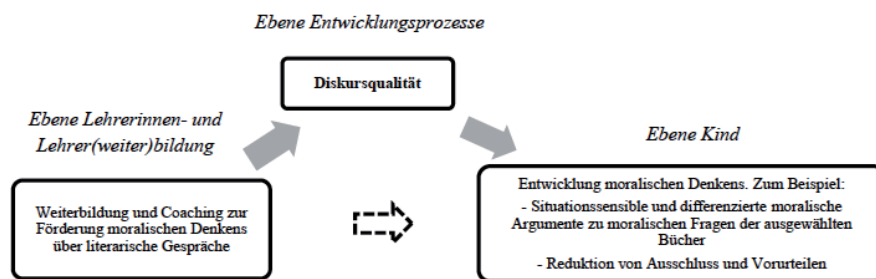 Ebene Entwicklungsprozesse
Diskursqualität
Ebene Lehrerinnen- und
Lehrer(weiter)bildung
Weiterbildung und Coaching zur
Förderung moralischen Denkens
über literarische Gespräche
Ebene Kind
Entwicklung moralischen Denkens. Zum Beispiel:
- Situationssensible und differenzierte moralische
Argumente zu moralischen Fragen der ausgewählten
Bücher
- Reduktion von Ausschluss und Vorurteilen